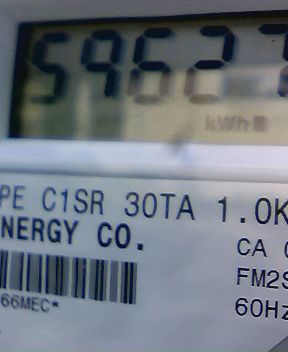 59627
kWh
PE C1SR 30TA 1.0K
NERGY CO.
CA
FM2S
66MEC*
60Hz